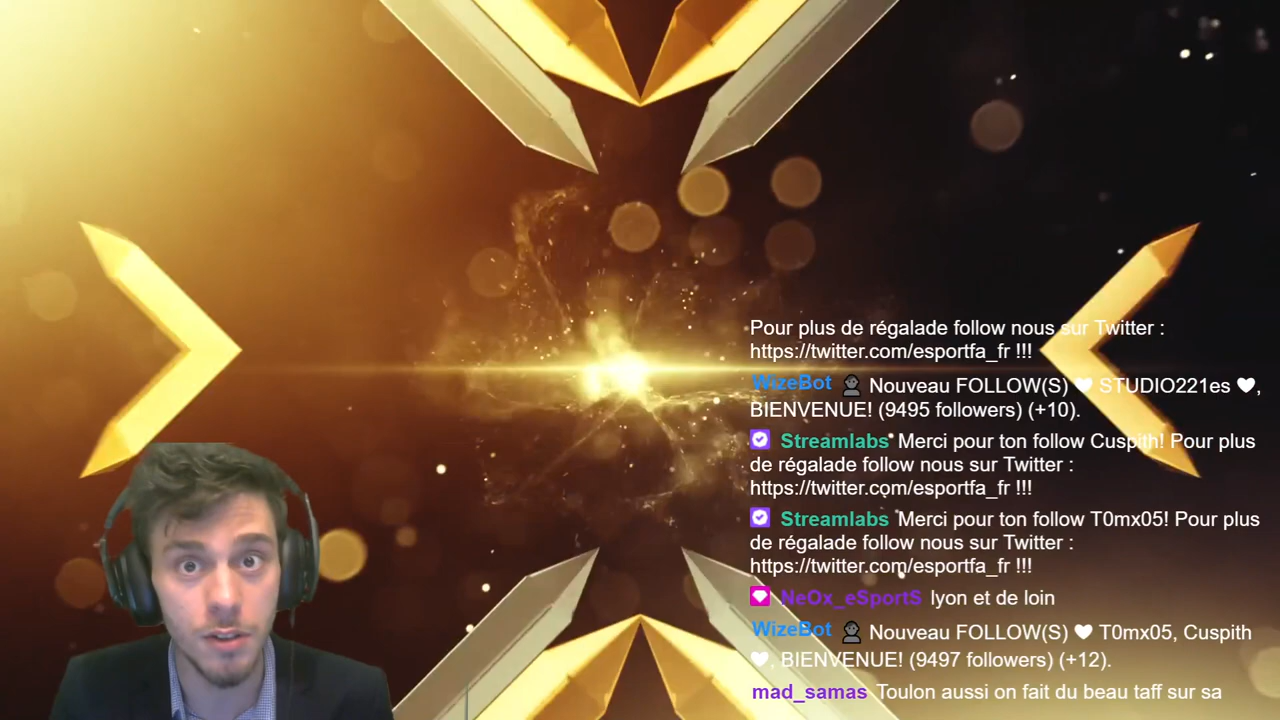 Pour plus de régalade follow nous sur Twitter :
https://twitter.com/esportfa_fr !!!
WizeBot Nouveau FOLLOW(S) ♥ STUDIO221es ♥,
BIENVENUE! (9495 followers) (+10).
Streamlabs Merci pour ton follow Cuspith! Pour plus
de régalade follow nous sur Twitter :
https://twitter.com/esportfa_fr !!!
Streamlabs Merci pour ton follow T0mx05! Pour plus
de régalade follow nous sur Twitter :
https://twitter.com/esportfa_fr !!!
NeOx_eSportS lyon et de loin
WizeBot Nouveau FOLLOW(S) ♥ T0mx05, Cuspith
♥, BIENVENUE! (9497 followers) (+12).
mad_samas Toulon aussi on fait du beau taff sur sa